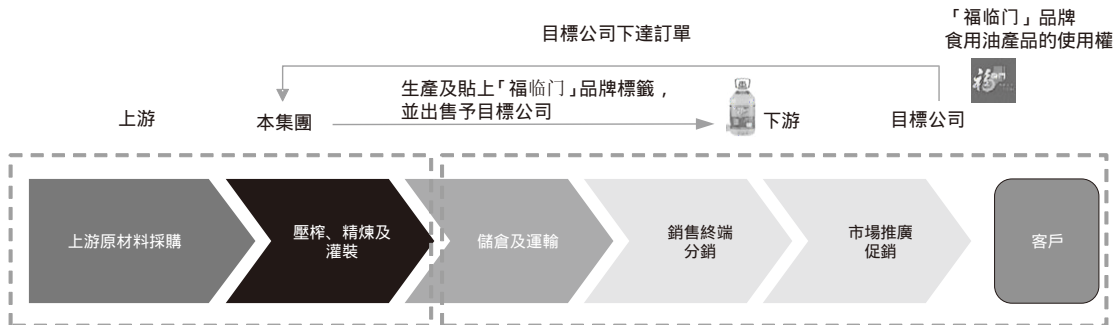 「福临门」品牌
食用油產品的使用權
目標公司下達訂單
生產及貼上「福临门」品牌標籤，
並出售予目標公司
上游
本集團
下游
目標公司
上游原材料採購
壓榨、精煉及
灌裝
儲倉及運輸
銷售終端
分銷
市場推廣
促銷
客戶